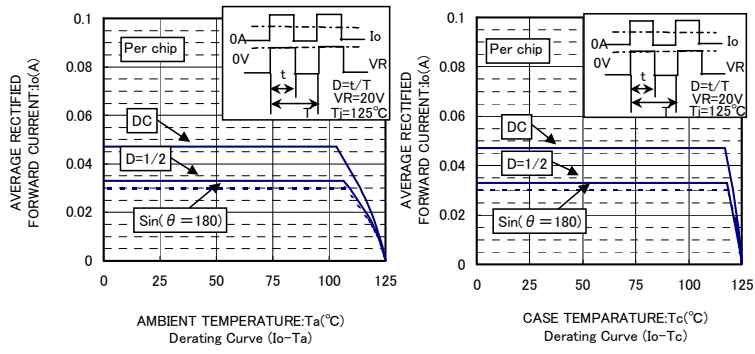 AVERAGE RECTIFIED
FORWARD CURRENT:Io(A)
0.1
0.08
0.06
0.04
0.02
0
Per chip
0A
0V
Io
VR
t
T
D=t/T
VR=20V
Tj=125℃
DC
D=1/2
Sin(θ=180)
0 25 50 75 100 125
AMBIENT TEMPERATURE:Ta(℃)
Derating Curve (Io-Ta)
AVERAGE RECTIFIED
FORWARD CURRENT:Io(A)
0.1
0.08
0.06
0.04
0.02
0
Per chip
0A
0V
Io
VR
t
T
D=t/T
VR=20V
Tj=125℃
DC
D=1/2
Sin(θ=180)
0 25 50 75 100 125
CASE TEMPARATURE:Tc(℃)
Derating Curve (Io-Tc)